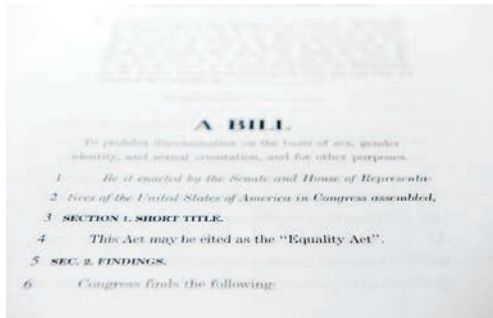 A BILL
To prohibit discrimination on the basis of sex, gender
identity, and sexual orientation, and for other purposes.
1 Be it enacted by the Senate and House of Representa-
2 tives of the United States of America in Congress assembled,
3 SECTION 1. SHORT TITLE.
4 This Act may be cited as the “Equality Act”.
5 SEC. 2. FINDINGS.
6 Congress finds the following: